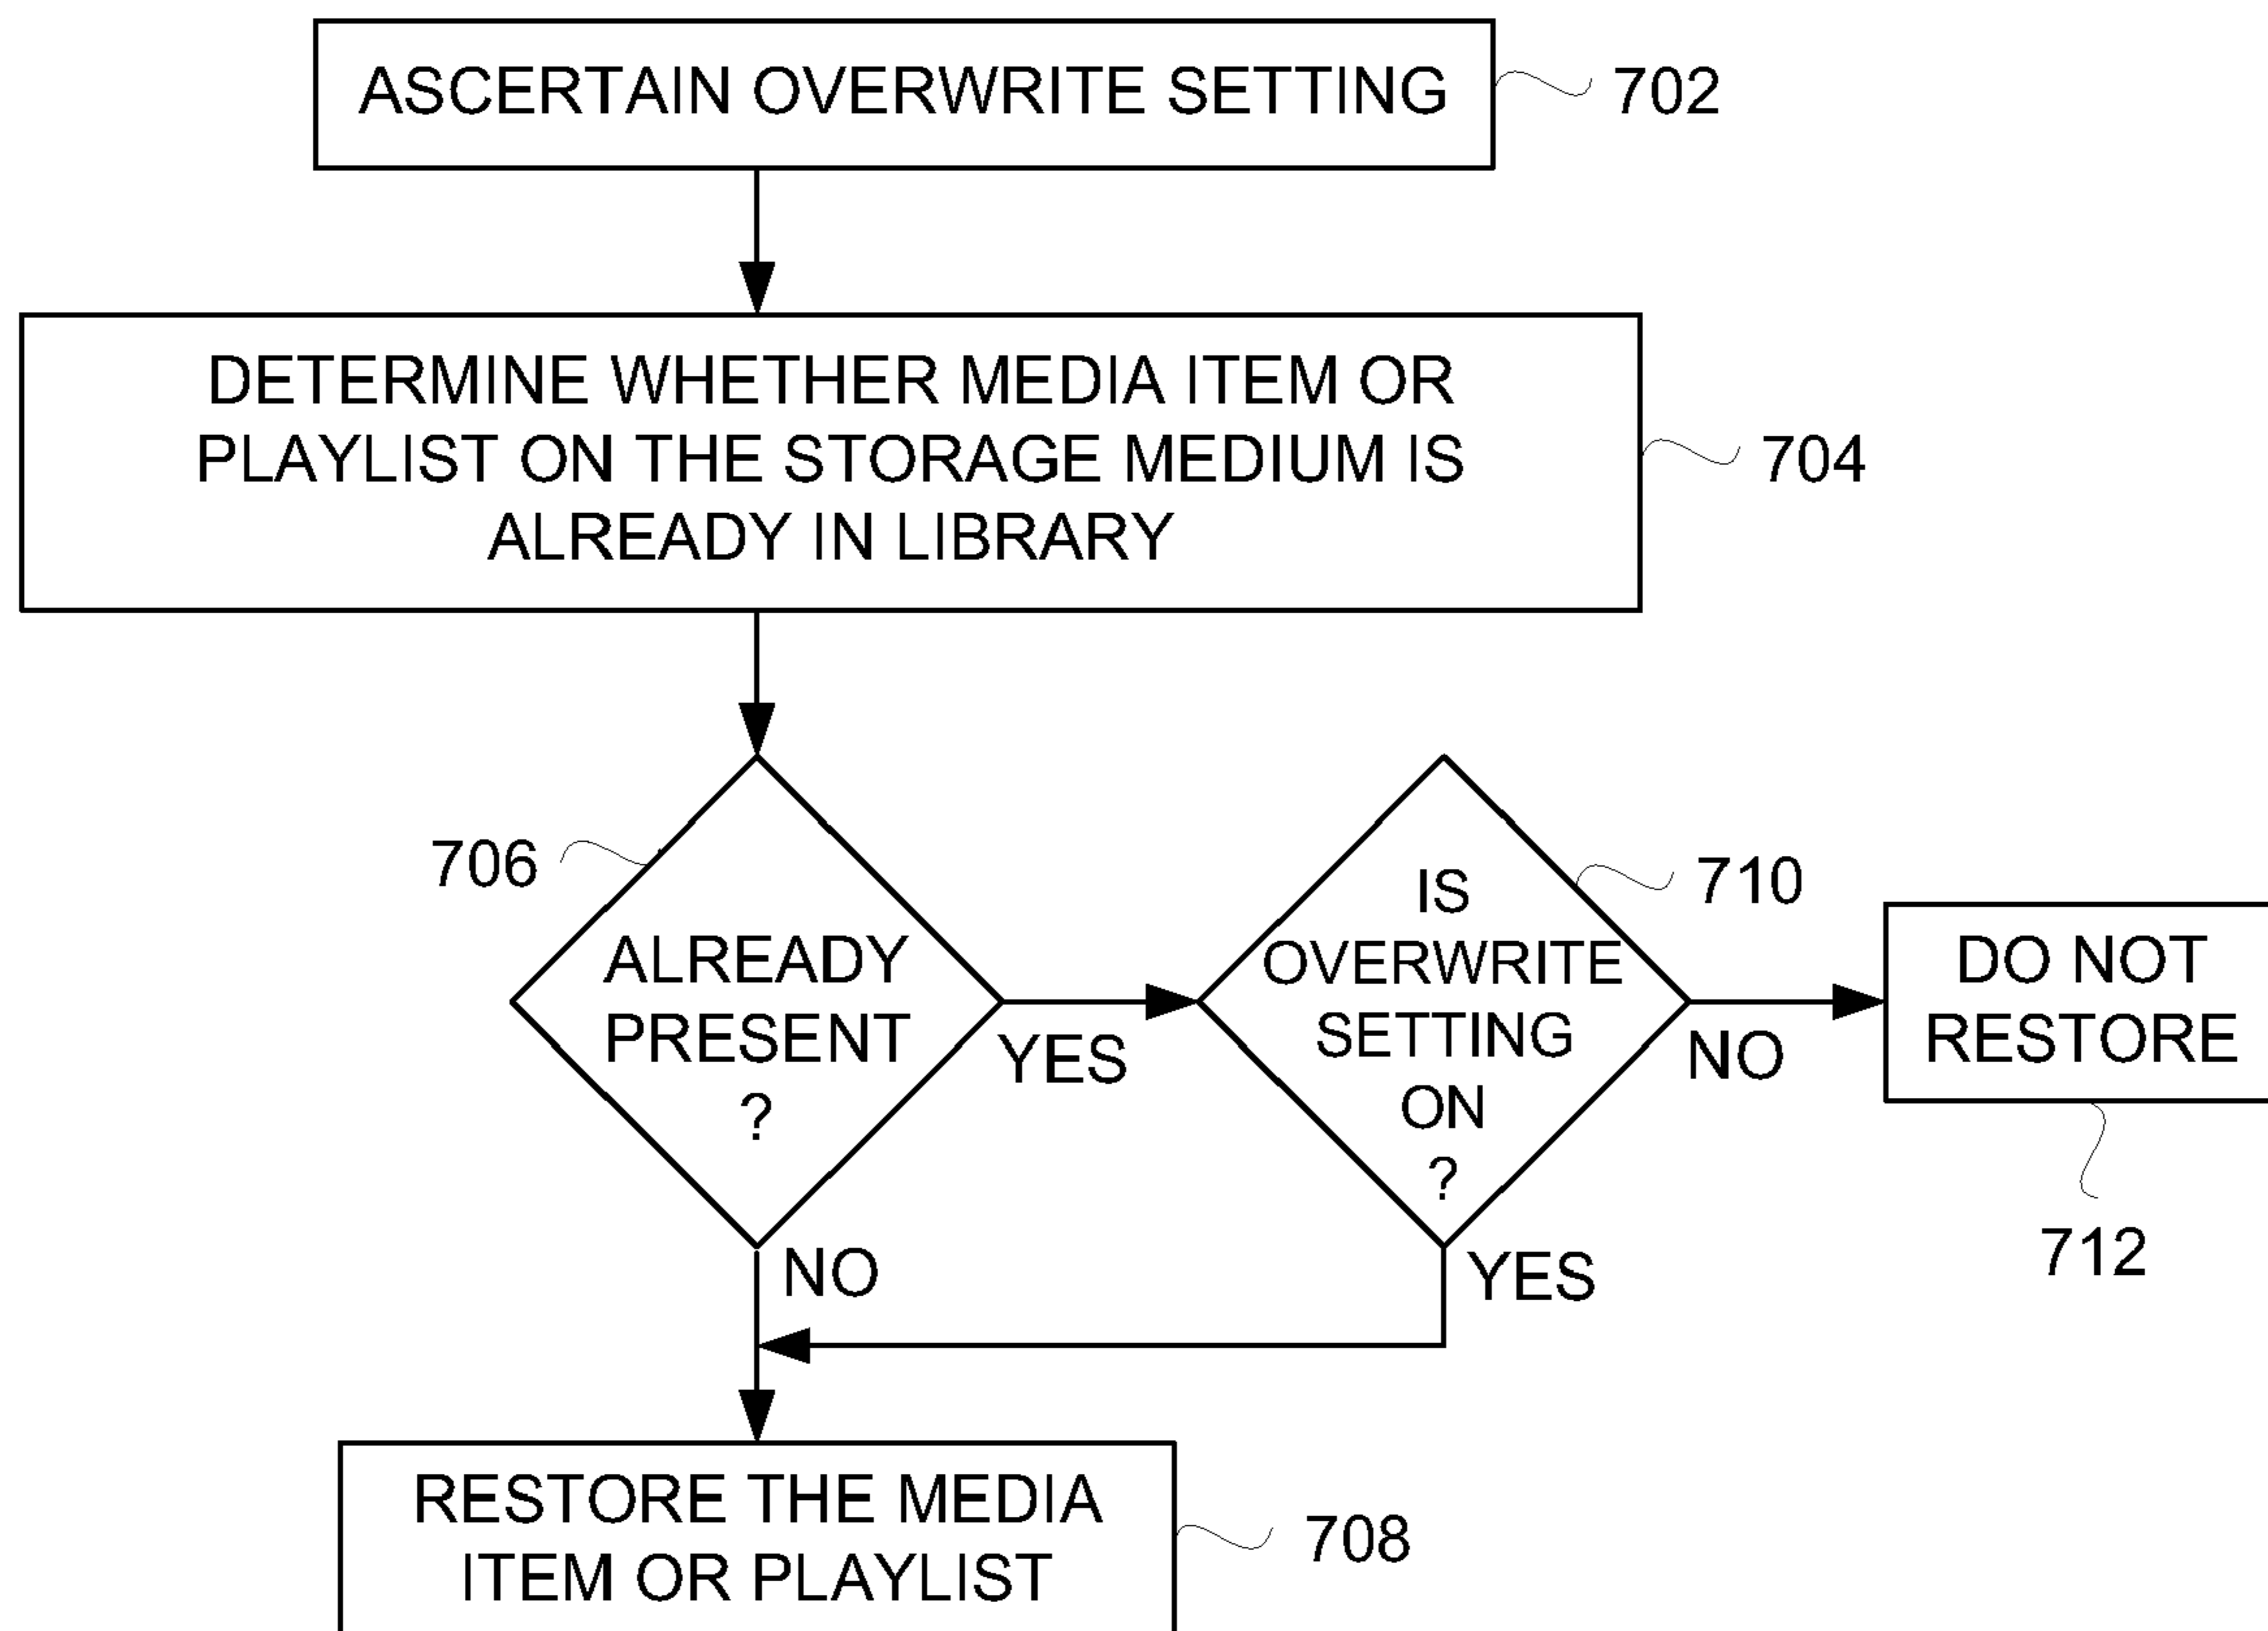 ASCERTAIN OVERWRITE SETTING
702
DETERMINE WHETHER MEDIA ITEM OR
PLAYLIST ON THE STORAGE MEDIUM IS
ALREADY IN LIBRARY
704
706
ALREADY
PRESENT
?
YES
NO
710
IS
OVERWRITE
SETTING
ON
?
NO
YES
DO NOT
RESTORE
712
RESTORE THE MEDIA
ITEM OR PLAYLIST
708